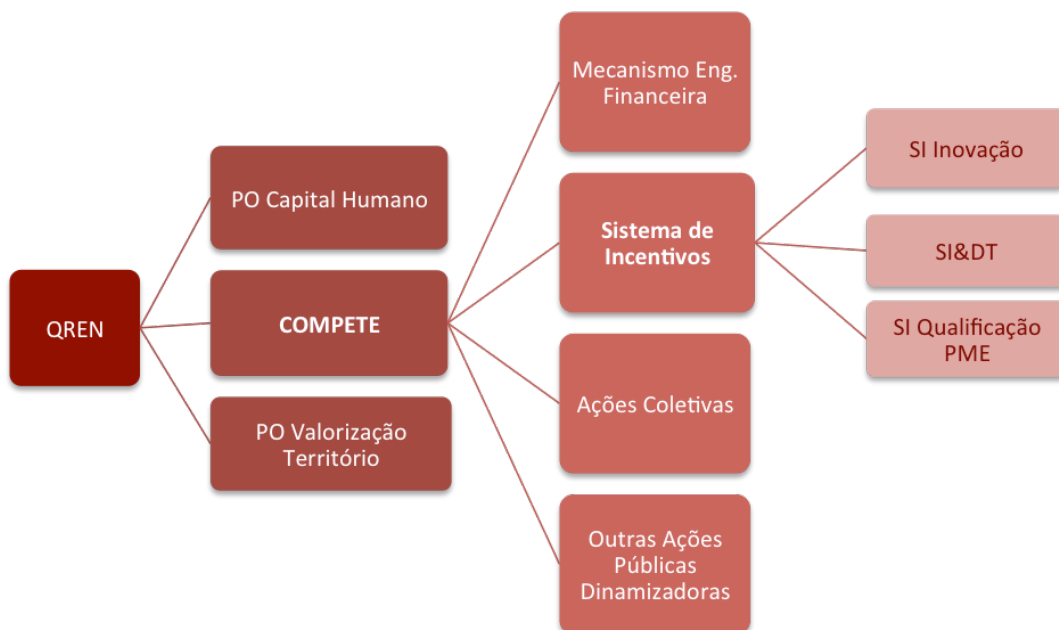 QREN
PO Capital Humano
COMPETE
PO Valorização
Território
Mecanismo Eng.
Financeira
Sistema de
Incentivos
Ações Coletivas
Outras Ações
Públicas
Dinamizadoras
SI Inovação
SI&DT
SI Qualificação
PME